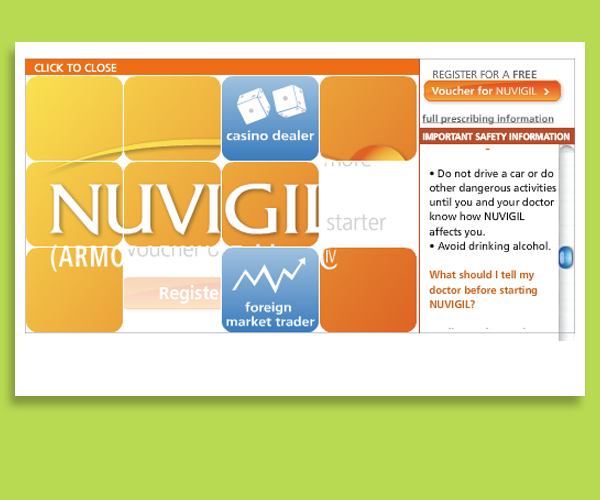 CLICK TO CLOSE
casino dealer
more
NUVIGIL
starter
(ARMO
voucher
IV
Registe
foreign
market trader
REGISTER FOR A FREE
Voucher for NUVIGIL >
full prescribing information
IMPORTANT SAFETY INFORMATION
• Do not drive a car or do
other dangerous activities
until you and your doctor
know how NUVIGIL
affects you.
• Avoid drinking alcohol.
What should I tell my
doctor before starting
NUVIGIL?